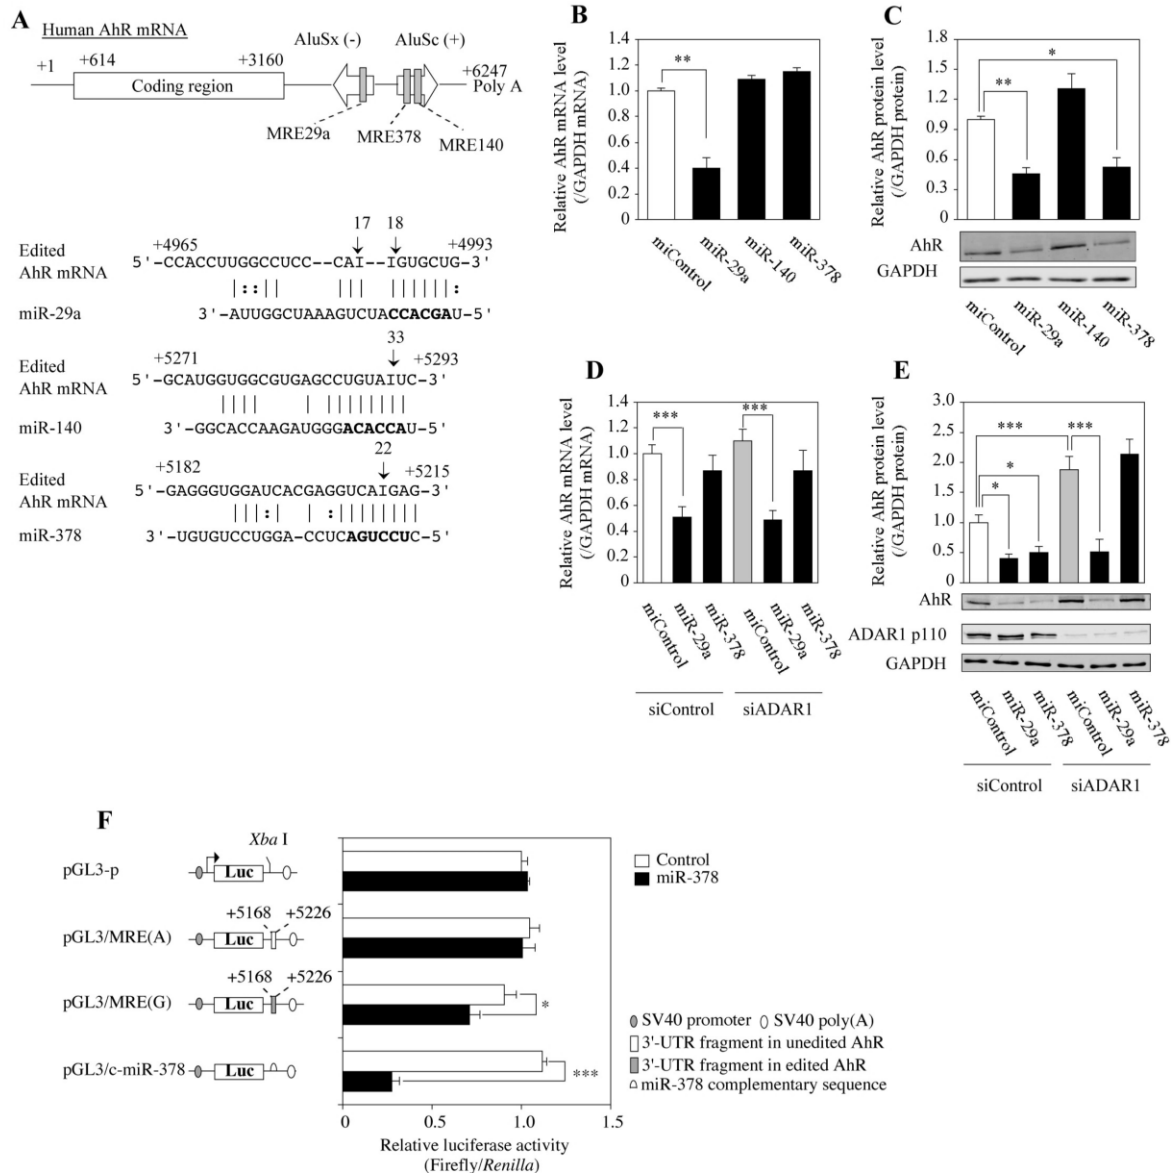 A
Human AhR mRNA
AluSx (-)
AluSc (+)
+1
+614
+3160
+6247
Coding region
Poly A
MRE29a
MRE378
MRE140
17
18
Edited
AhR mRNA
+4965
+4993
5'-CCACCTUGGCCTUCC--CAI--IGUGCUG-3'
miR-29a
3'-AUUGGCUAAAGUCUACCACGAU-5'
33
Edited
AhR mRNA
+5271
+5293
5'-GCAUGGUGGCGUGAGCCUGUAIUC-3'
miR-140
3'-GGCACCAAGAUGGGACACCAU-5'
22
Edited
AhR mRNA
+5182
+5215
5'-GAGGGUGGAUCACGAGGUCAIGAG-3'
miR-378
3'-UGUGUCCUGGA-CCUCAGUCCUC-5'
B
Relative AhR mRNA level
(/GAPDH mRNA)
1.4
1.2
1
0.8
0.6
0.4
0.2
0
**
miControl
miR-29a
miR-140
miR-378
C
Relative AhR protein level
(/GAPDH protein)
1.8
1.5
1.2
0.9
0.6
0.3
0
**
*
AhR
GAPDH
miControl
miR-29a
miR-140
miR-378
D
Relative AhR mRNA level
(/GAPDH mRNA)
1.4
1.2
1.0
0.8
0.6
0.4
0.2
0
***
***
miControl
miR-29a
miR-378
miControl
miR-29a
miR-378
siControl
siADAR1
E
Relative AhR protein level
(/GAPDH protein)
3.0
2.5
2.0
1.5
1.0
0.5
0.0
***
***
*
*
AhR
ADAR1 p110
GAPDH
miControl
miR-29a
miR-378
miControl
miR-29a
miR-378
siControl
siADAR1
F
Xba I
pGL3-p
Luc
+5168
+5226
pGL3/MRE(A)
Luc
+5168
+5226
pGL3/MRE(G)
Luc
pGL3/c-miR-378
Luc
*
***
0
0.5
1.0
1.5
Relative luciferase activity
(Firefly/Renilla)
Control
miR-378
SV40 promoter
SV40 poly(A)
3'-UTR fragment in unedited AhR
3'-UTR fragment in edited AhR
miR-378 complementary sequence